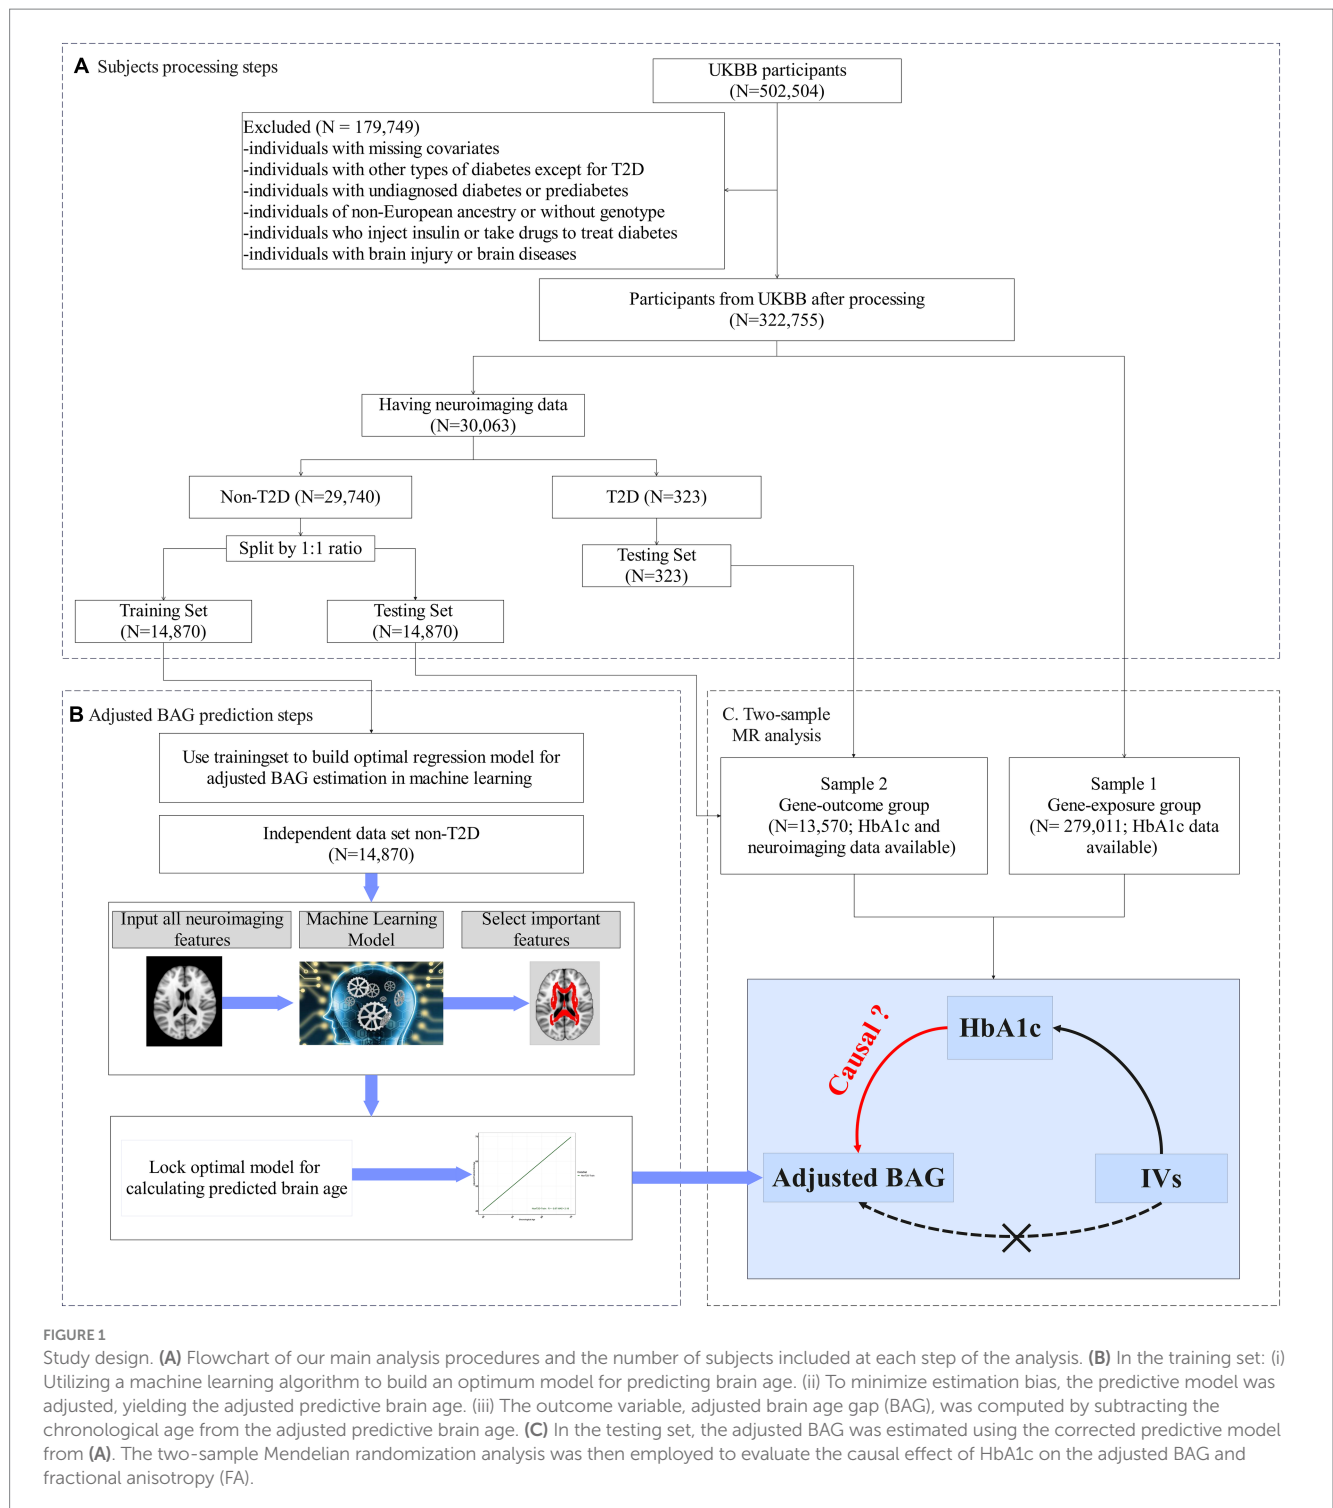 A Subjects processing steps
UKBB participants
(N=502,504)
Excluded (N = 179,749)
-individuals with missing covariates
-individuals with other types of diabetes except for T2D
-individuals with undiagnosed diabetes or prediabetes
-individuals of non-European ancestry or without genotype
-individuals who inject insulin or take drugs to treat diabetes
-individuals with brain injury or brain diseases
Participants from UKBB after processing
(N=322,755)
Having neuroimaging data
(N=30,063)
Non-T2D (N=29,740)
T2D (N=323)
Split by 1:1 ratio
Testing Set
(N=323)
Training Set
(N=14,870)
Testing Set
(N=14,870)
B Adjusted BAG prediction steps
Use trainingset to build optimal regression model for
adjusted BAG estimation in machine learning
Independent data set non-T2D
(N=14,870)
Input all neuroimaging
features
Machine Learning
Model
Select important
features
Lock optimal model for
calculating predicted brain age
C. Two-sample
MR analysis
Sample 2
Gene-outcome group
(N=13,570; HbA1c and
neuroimaging data available)
Sample 1
Gene-exposure group
(N= 279,011; HbA1c data
available)
HbA1c
Causal ?
Adjusted BAG
IVs
FIGURE 1
Study design. (A) Flowchart of our main analysis procedures and the number of subjects included at each step of the analysis. (B) In the training set: (i)
Utilizing a machine learning algorithm to build an optimum model for predicting brain age. (ii) To minimize estimation bias, the predictive model was
adjusted, yielding the adjusted predictive brain age. (iii) The outcome variable, adjusted brain age gap (BAG), was computed by subtracting the
chronological age from the adjusted predictive brain age. (C) In the testing set, the adjusted BAG was estimated using the corrected predictive model
from (A). The two-sample Mendelian randomization analysis was then employed to evaluate the causal effect of HbA1c on the adjusted BAG and
fractional anisotropy (FA).